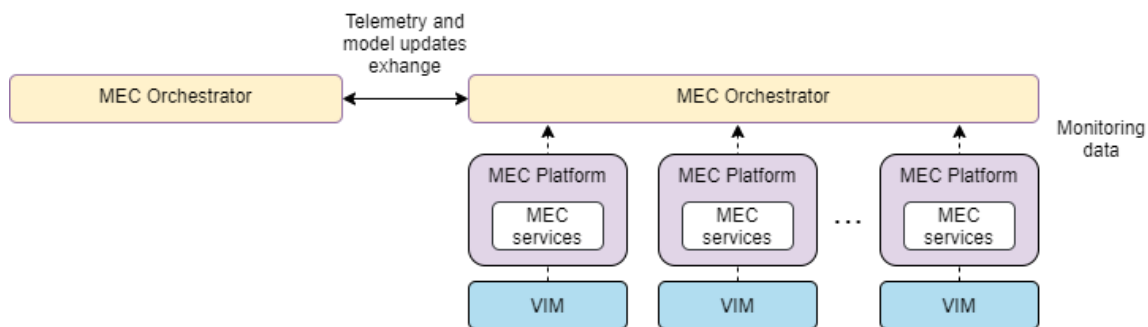 Telemetry and
model updates
exhange
MEC Orchestrator
MEC Orchestrator
Monitoring
data
MEC Platform
MEC Platform
MEC Platform
MEC
services
MEC
services
...
MEC
services
VIM
VIM
VIM